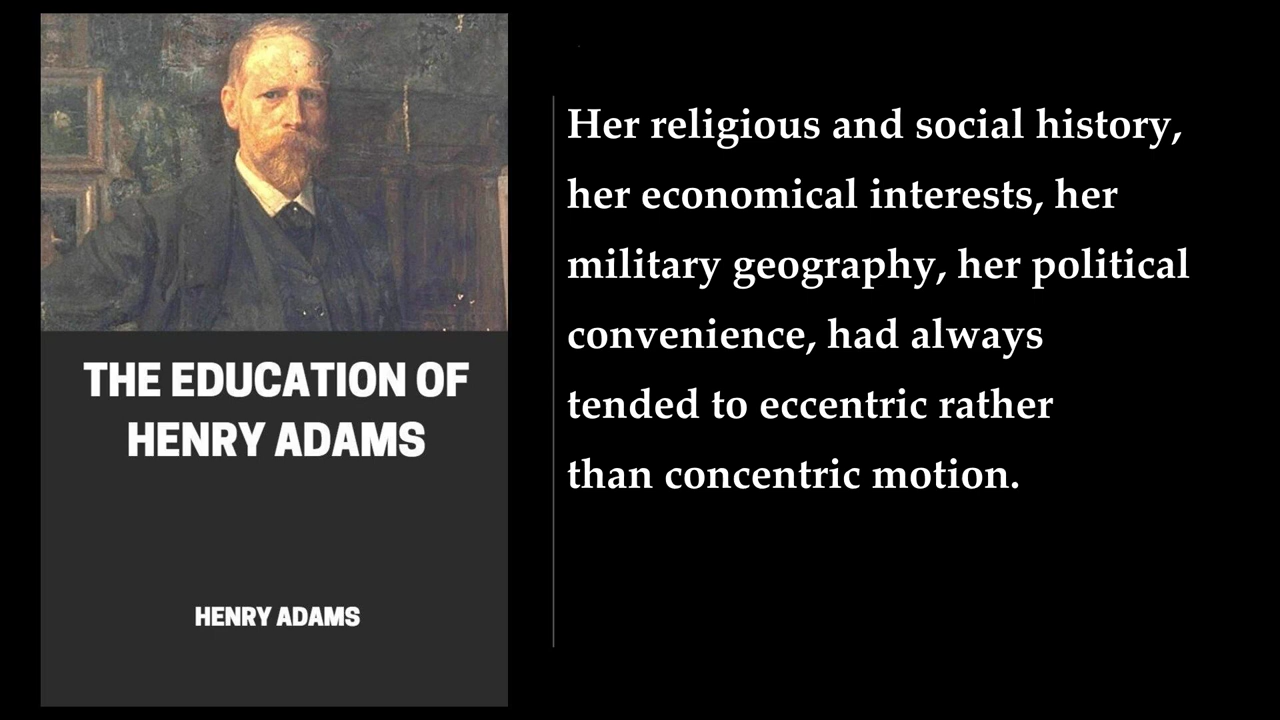 THE EDUCATION OF
HENRY ADAMS
HENRY ADAMS
Her religious and social history,
her economical interests, her
military geography, her political
convenience, had always
tended to eccentric rather
than concentric motion.